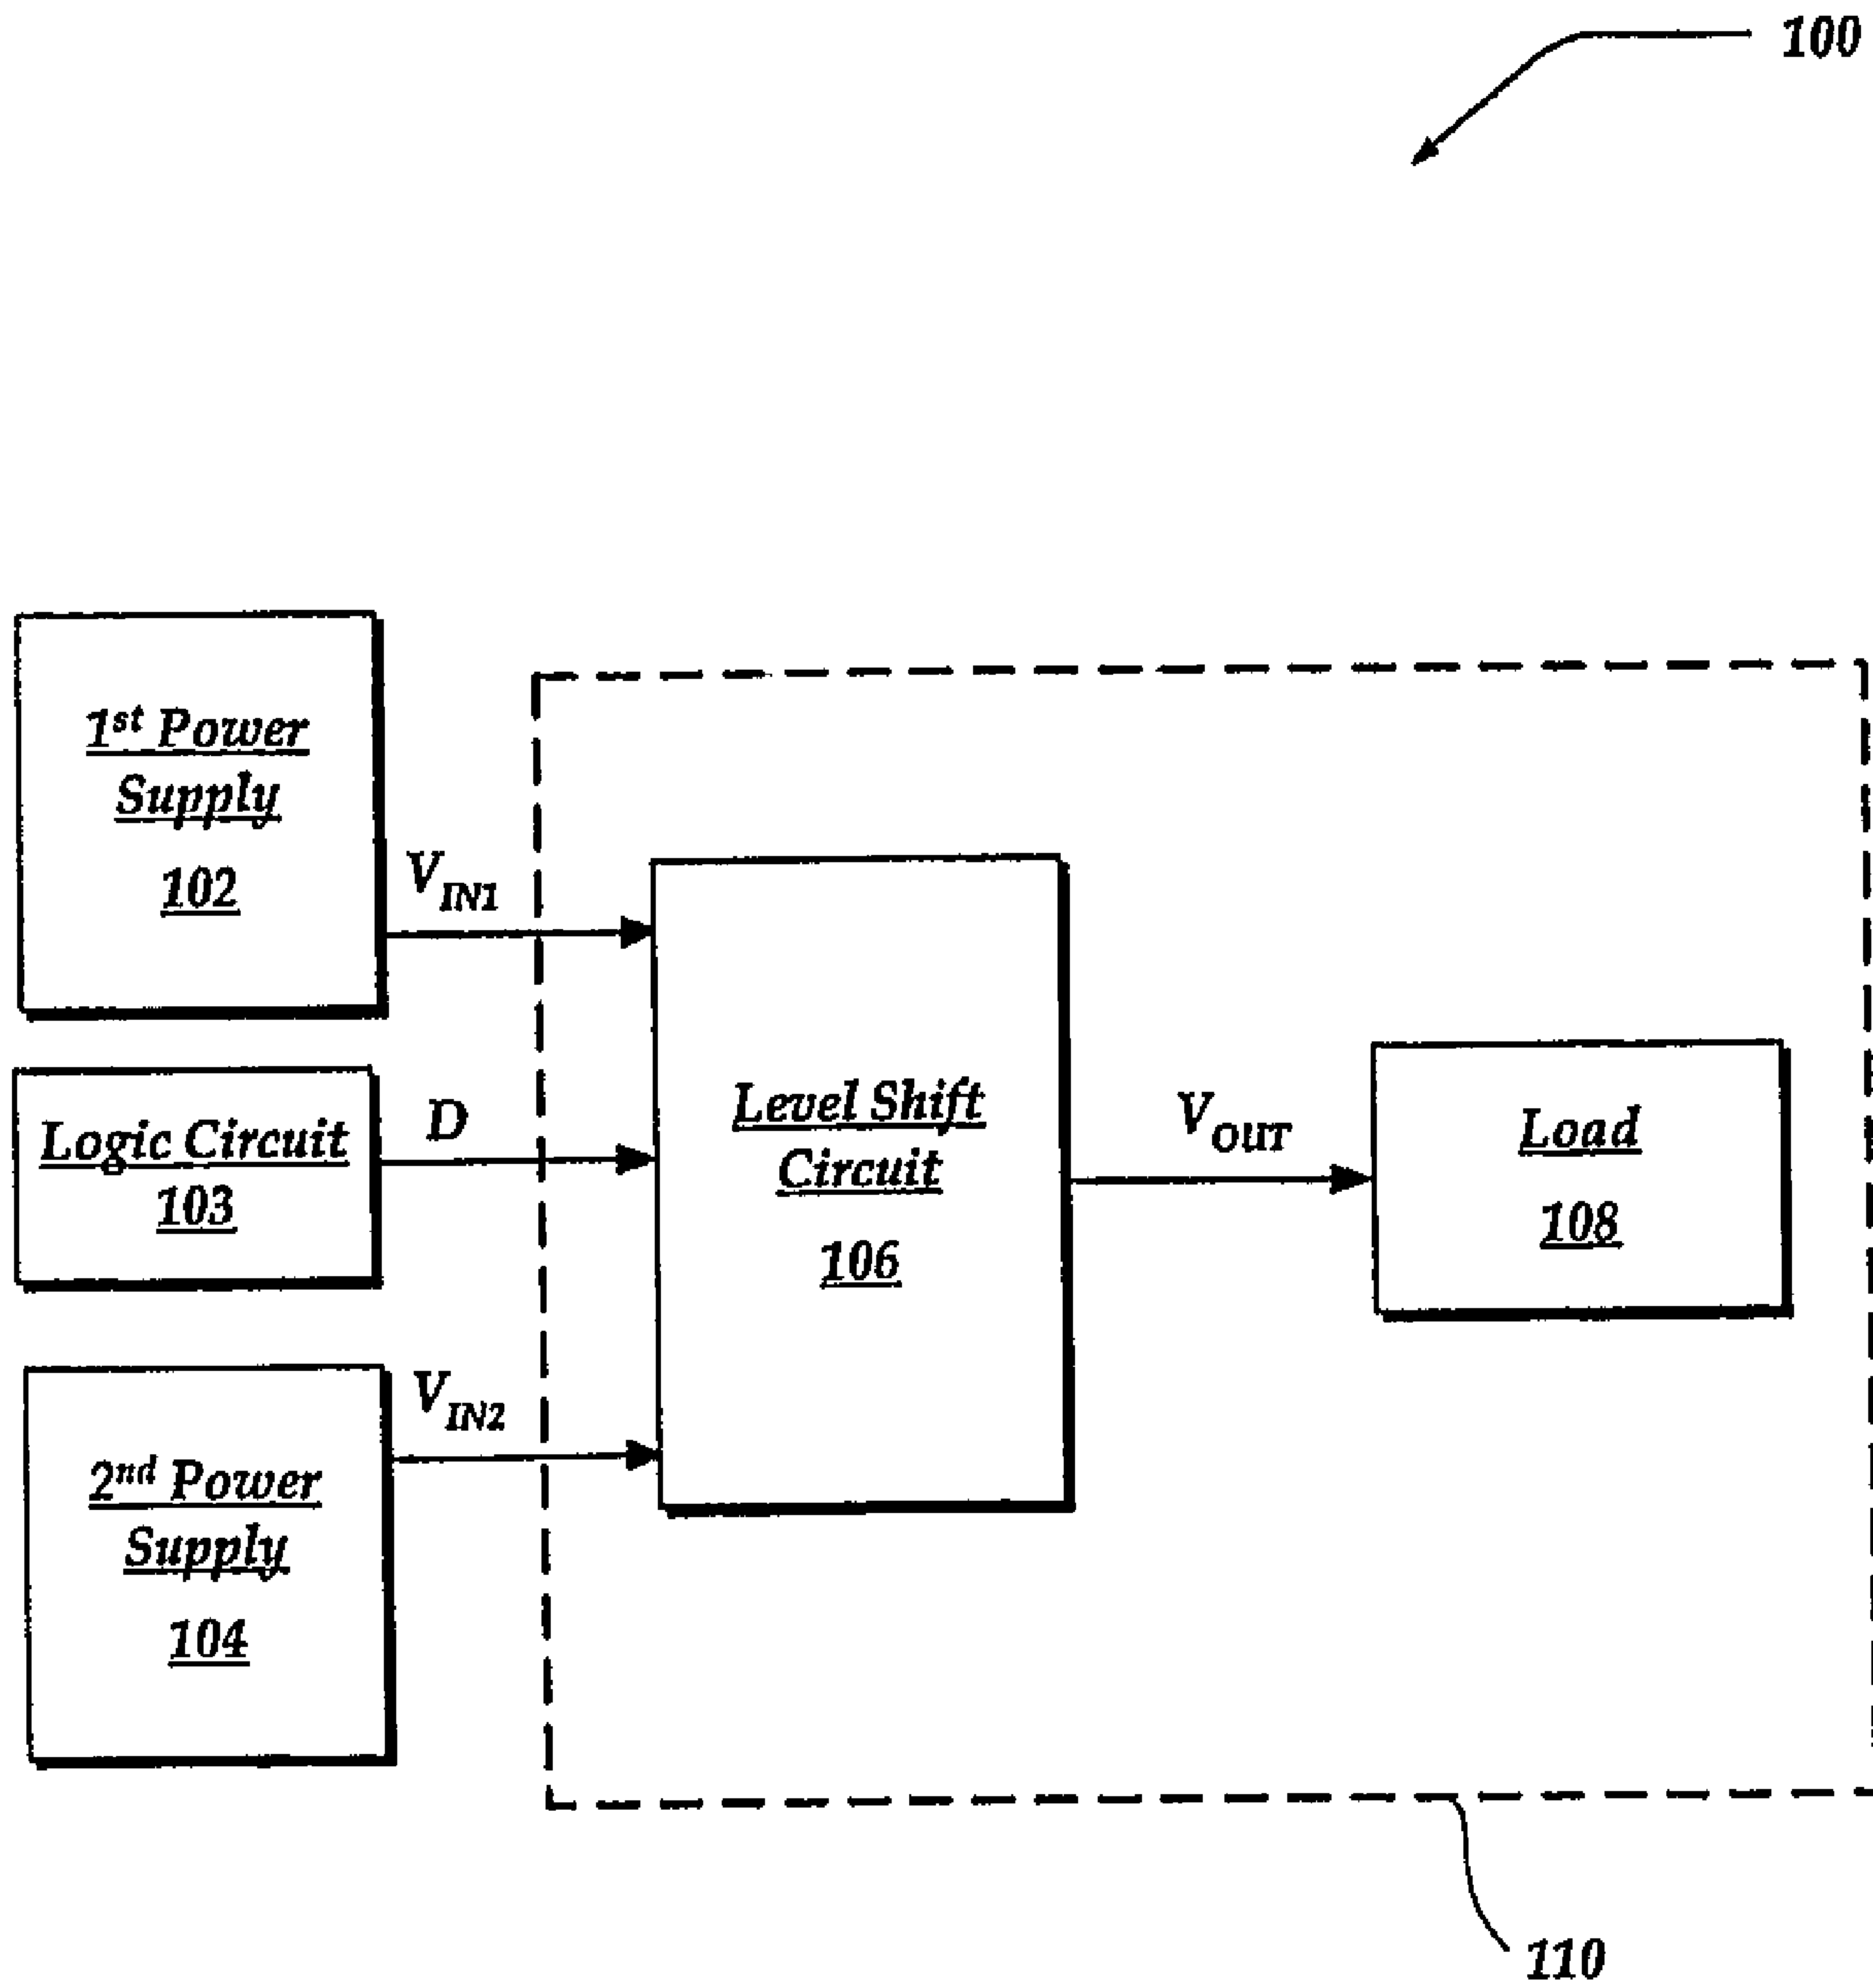 100
1st Power
Supply
102
VIN1
Logic Circuit
103
D
Level Shift
Circuit
106
VOUT
Load
108
VIN2
2nd Power
Supply
104
110